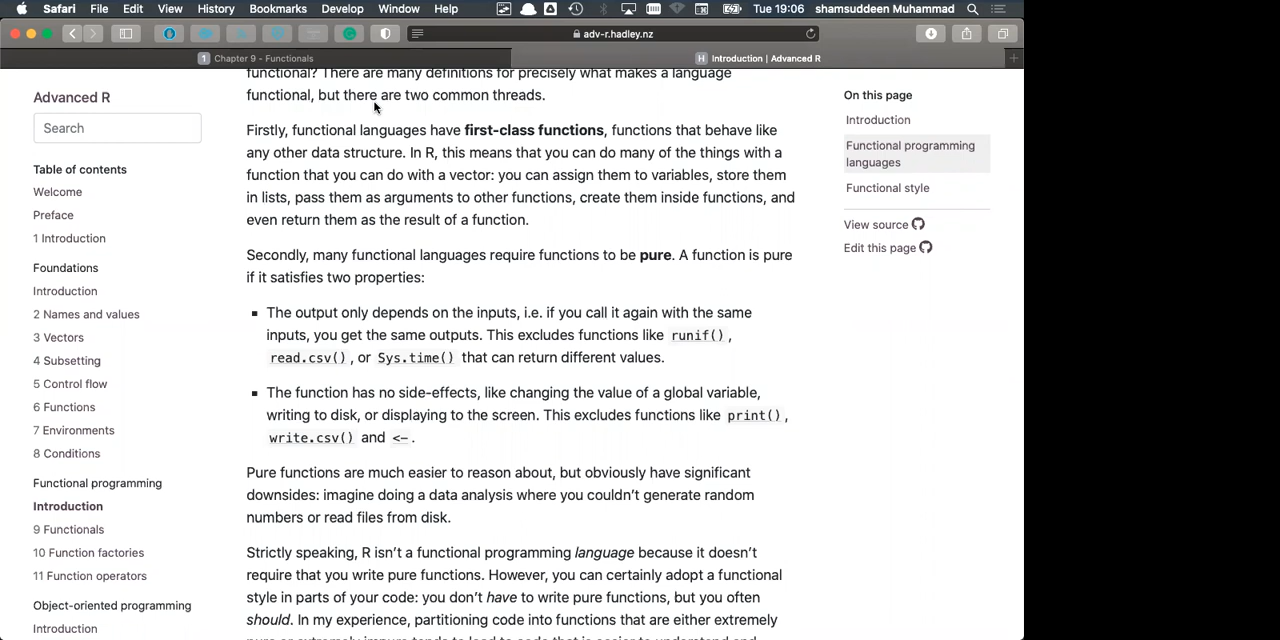 Safari File Edit View History Bookmarks Develop Window Help Tue 19:06 shamsuddeen Muhammad
adv-r.hadley.nz
1 Chapter 9 - Functionals
H Introduction | Advanced R
Advanced R
Search
Table of contents
Welcome
Preface
1 Introduction
Foundations
Introduction
2 Names and values
3 Vectors
4 Subsetting
5 Control flow
6 Functions
7 Environments
8 Conditions
Functional programming
Introduction
9 Functionals
10 Function factories
11 Function operators
Object-oriented programming
Introduction
functional? There are many definitions for precisely what makes a language
functional, but there are two common threads.
Firstly, functional languages have first-class functions, functions that behave like
any other data structure. In R, this means that you can do many of the things with a
function that you can do with a vector: you can assign them to variables, store them
in lists, pass them as arguments to other functions, create them inside functions, and
even return them as the result of a function.
Secondly, many functional languages require functions to be pure. A function is pure
if it satisfies two properties:
The output only depends on the inputs, i.e. if you call it again with the same
inputs, you get the same outputs. This excludes functions like runif(),
read.csv(), or Sys.time() that can return different values.
The function has no side-effects, like changing the value of a global variable,
writing to disk, or displaying to the screen. This excludes functions like print(),
write.csv() and <-.
Pure functions are much easier to reason about, but obviously have significant
downsides: imagine doing a data analysis where you couldn't generate random
numbers or read files from disk.
Strictly speaking, R isn't a functional programming language because it doesn't
require that you write pure functions. However, you can certainly adopt a functional
style in parts of your code: you don't have to write pure functions, but you often
should. In my experience, partitioning code into functions that are either extremely
pure or extremely impure tends to lead to code that is easier to understand and
On this page
Introduction
Functional programming
languages
Functional style
View source
Edit this page